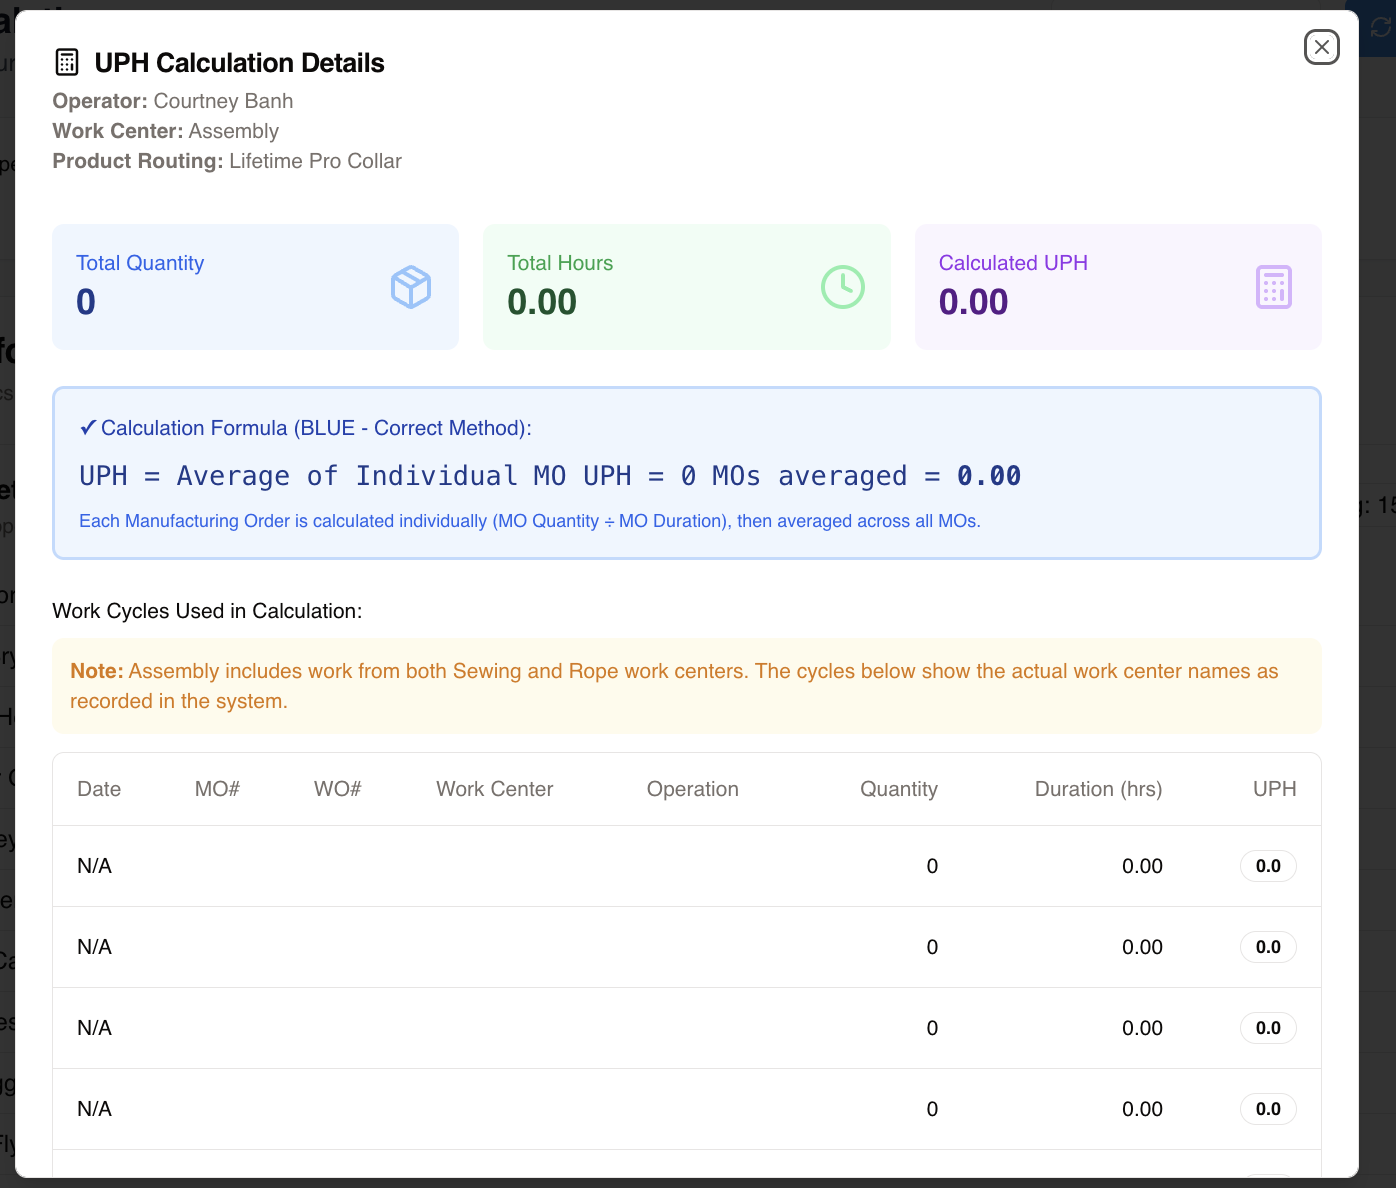 UPH Calculation Details
Operator: Courtney Banh
Work Center: Assembly
Product Routing: Lifetime Pro Collar
Total Quantity
0
Total Hours
0.00
Calculated UPH
0.00
✓ Calculation Formula (BLUE - Correct Method):
UPH = Average of Individual MO UPH = 0 MOs averaged = 0.00
Each Manufacturing Order is calculated individually (MO Quantity ÷ MO Duration), then averaged across all MOs.
Work Cycles Used in Calculation:
Note: Assembly includes work from both Sewing and Rope work centers. The cycles below show the actual work center names as
recorded in the system.
Date MO# WO# Work Center Operation Quantity Duration (hrs) UPH
N/A 0 0.00 0.0
N/A 0 0.00 0.0
N/A 0 0.00 0.0
N/A 0 0.00 0.0